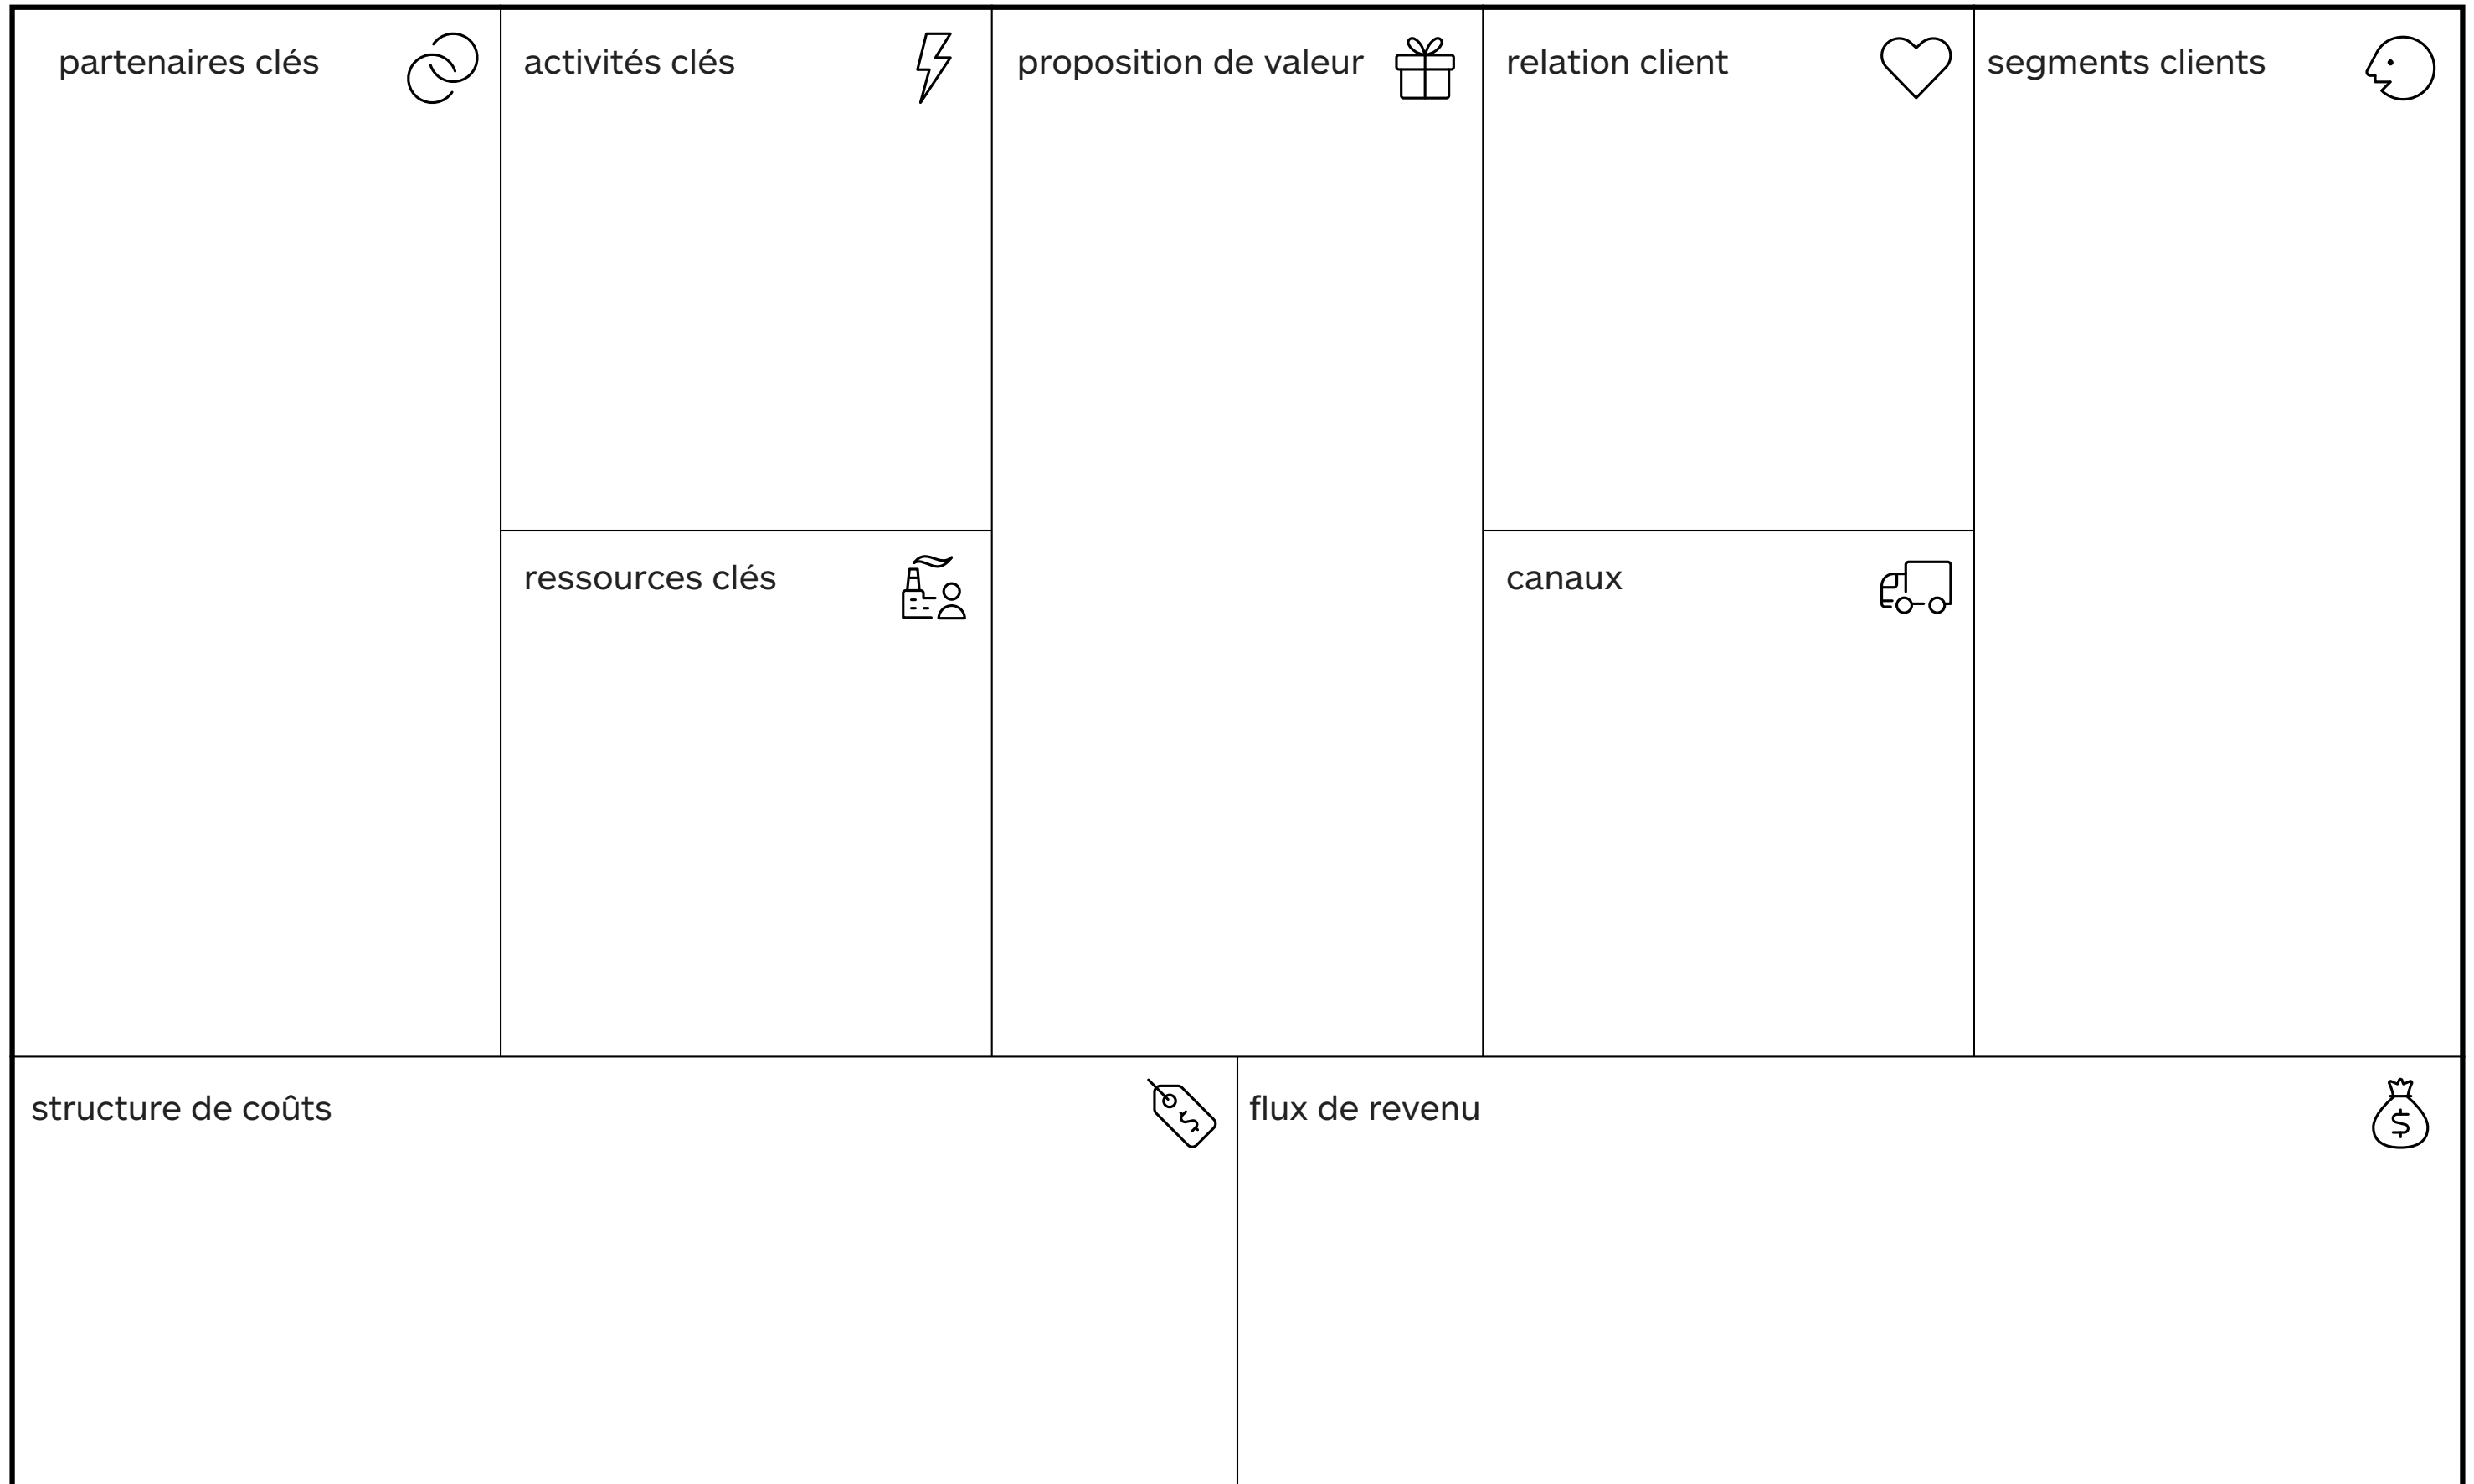 partenaires clés
activités clés
proposition de valeur
relation client
segments clients
ressources clés
canaux
structure de coûts
$
flux de revenu
$